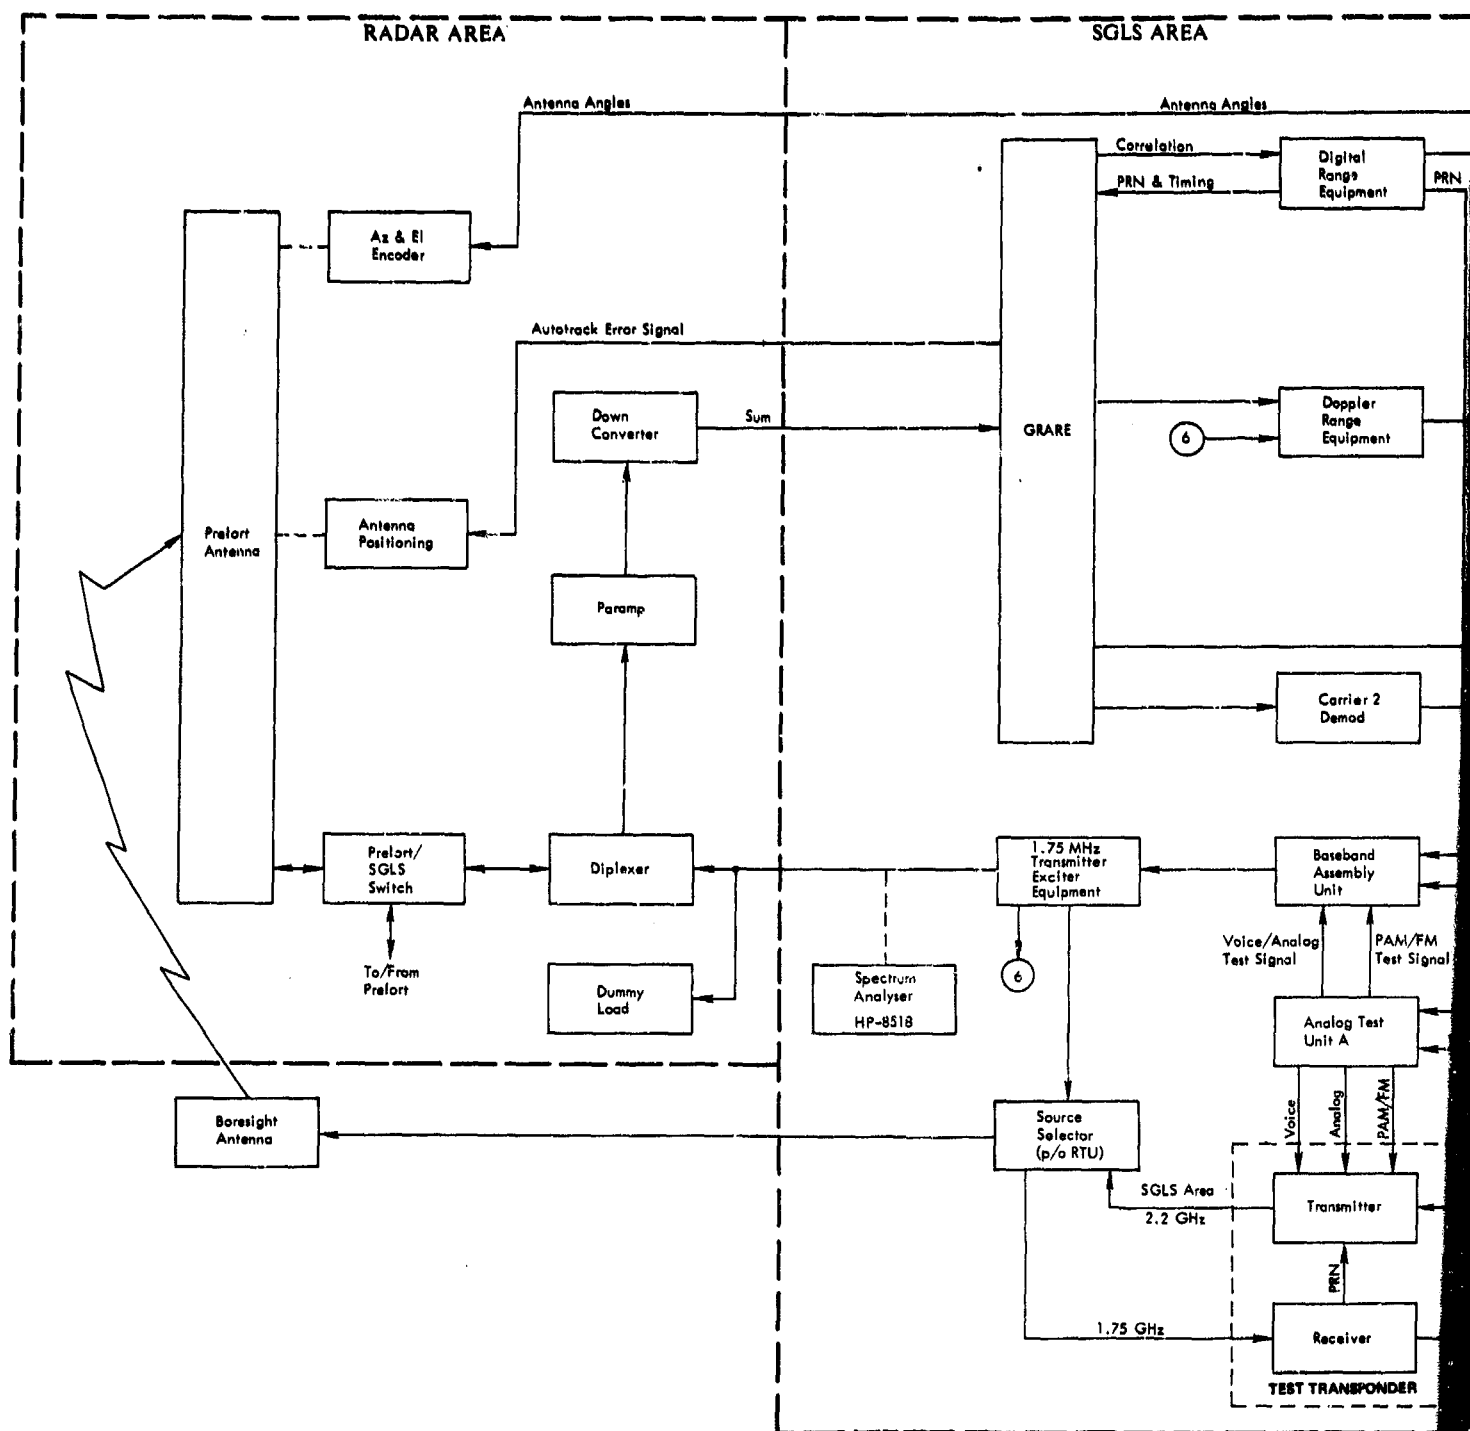 RADAR AREA
SGLS AREA
Antenna Angles
Antenna Angles
Correlation
PRN & Timing
Digital
Range
Equipment
PRN
Az & El
Encoder
Autotrack Error Signal
Down
Converter
Sum
GRARE
6
Doppler
Range
Equipment
Prelort
Antenna
Antenna
Positioning
Paramp
Carrier 2
Demod
Prelort/
SGLS
Switch
Diplexer
1.75 MHz
Transmitter
Exciter
Equipment
Baseband
Assembly
Unit
To/From
Prelort
Dummy
Load
Spectrum
Analyser
HP-8518
6
Voice/Analog
Test Signal
PAM/FM
Test Signal
Analog Test
Unit A
Voice
Analog
PAM/FM
Boresight
Antenna
Source
Selector
(p/o RTU)
SGLS Area
2.2 GHz
Transmitter
PRN
1.75 GHz
Receiver
TEST TRANSPONDER